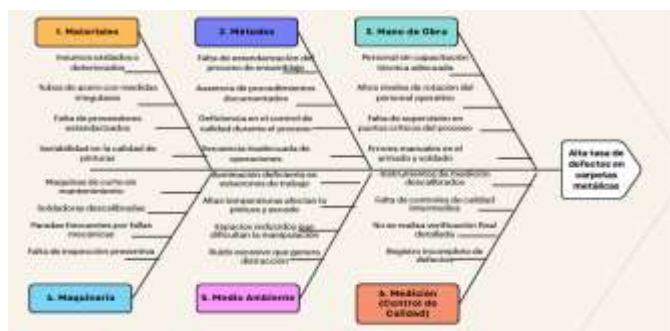 1. Materiales
2. Métodos
3. Mano de Obra
Insumos oxidados o
deteriorados
Tubos de acero con medidas
irregulares
Falta de proveedores
estandarizados
Variabilidad en la calidad de
pinturas
Falta de estandarización del
proceso de ensamblaje
Ausencia de procedimientos
documentados
Deficiencia en el control de
calidad durante el proceso
Secuencia inadecuada de
operaciones
Personal sin capacitación
técnica adecuada
Altos niveles de rotación del
personal operativo
Falta de supervisión en
puntos críticos del proceso
Errores manuales en el
armado y soldado
Alta tasa de
defectos en
carpetas
metálicas
Maquinas de corte sin
mantenimiento
Soldadoras descalibradas
Paradas frecuentes por fallas
mecánicas
Falta de inspección preventiva
Iluminación deficiente en
estaciones de trabajo
Altas temperaturas afectan la
pintura y secado
Espacios reducidos que
dificultan la manipulación
Ruido excesivo que genera
distracción
Instrumentos de medición
descalibrados
Falta de controles de calidad
intermedios
No se realiza verificación final
detallada
Registro incompleto de
defectos
4. Maquinaria
5. Medio Ambiente
6. Medición
(Control de
Calidad)